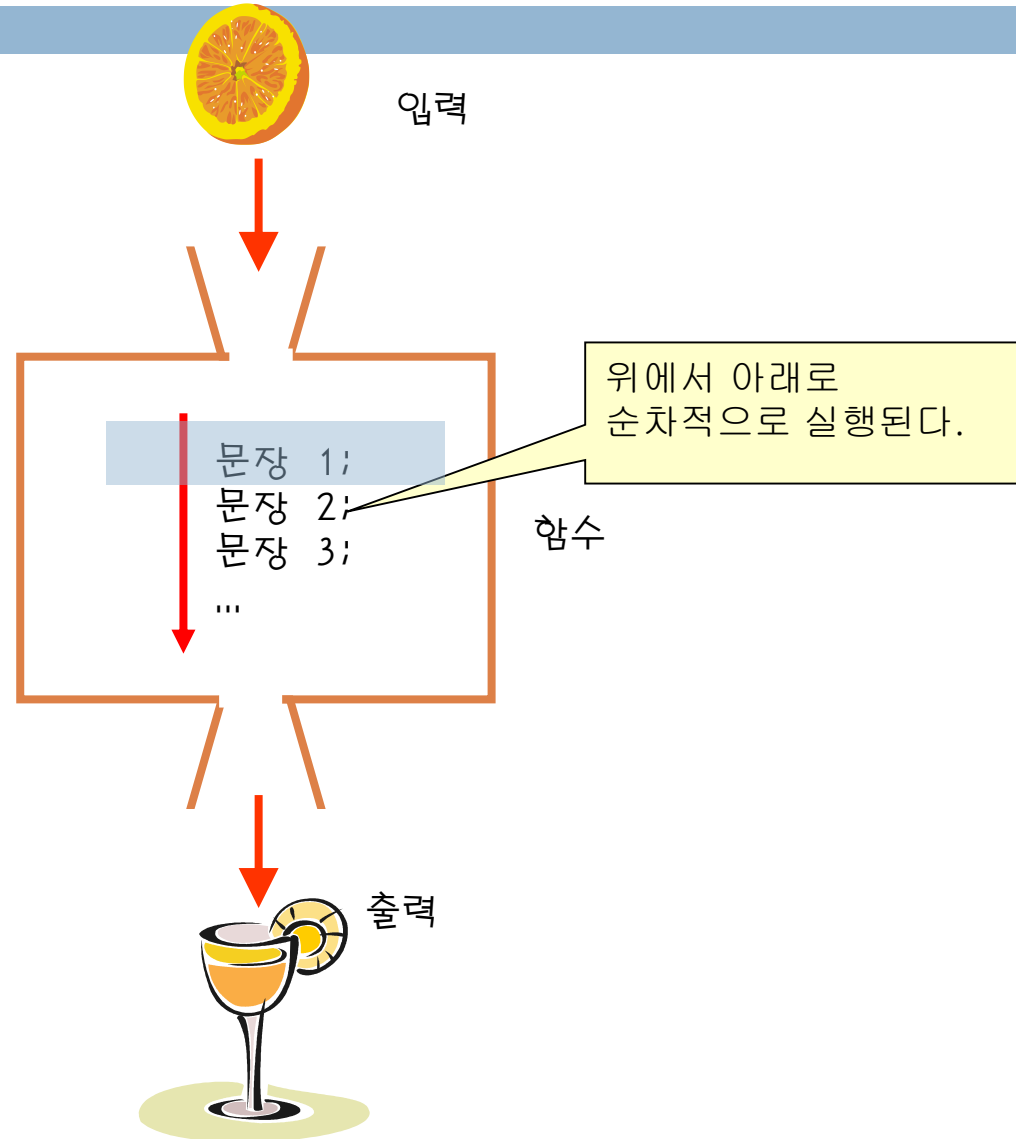 입력
위에서 아래로
순차적으로 실행된다.
문장 1;
문장 2;
문장 3;
...
함수
출력